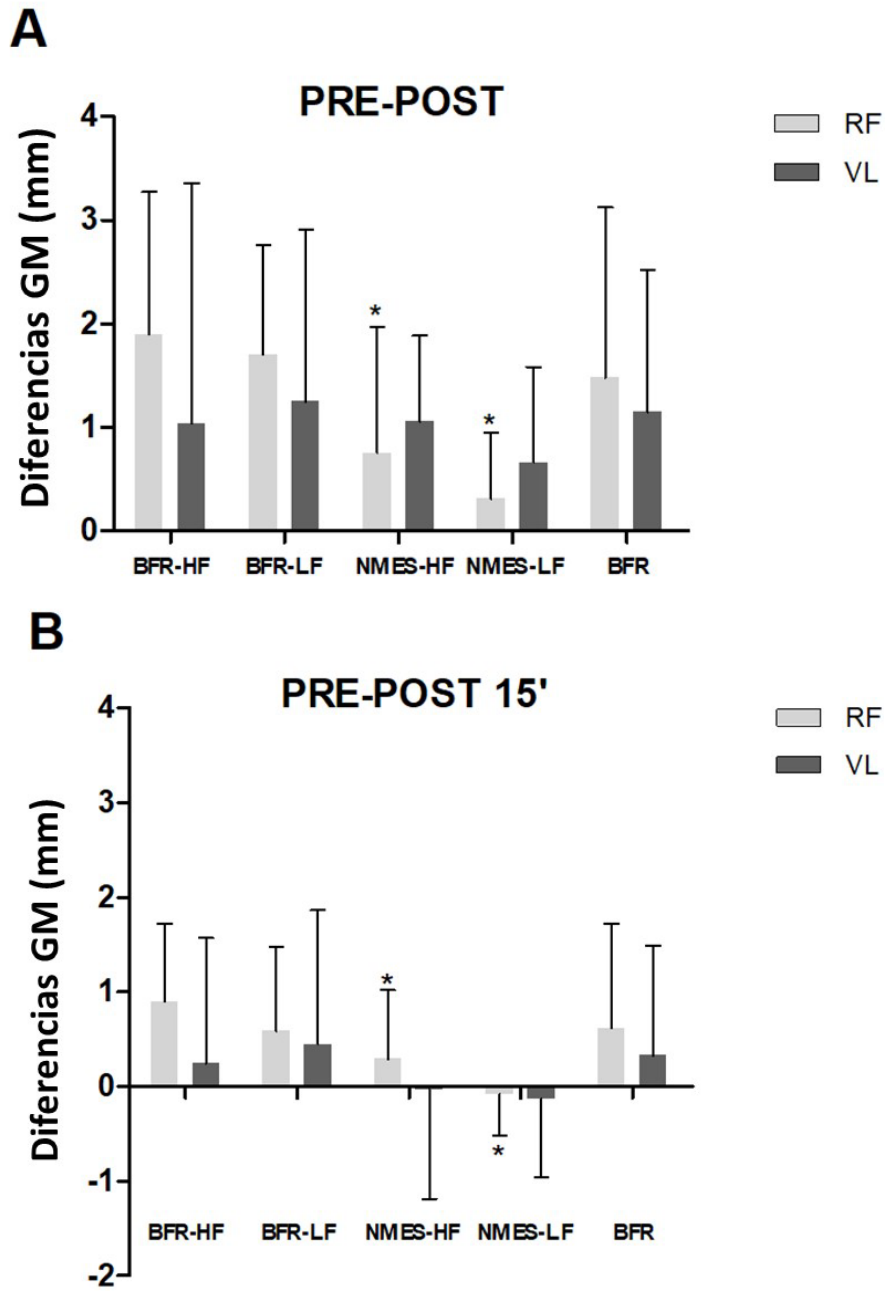 A
PRE-POST
Diferencias GM (mm)
4
3
2
1
0
RF
VL
*
*
BFR-HF BFR-LF NMES-HF NMES-LF BFR
B
PRE-POST 15'
Diferencias GM (mm)
4
3
2
1
0
-1
-2
RF
VL
*
*
BFR-HF BFR-LF NMES-HF NMES-LF BFR